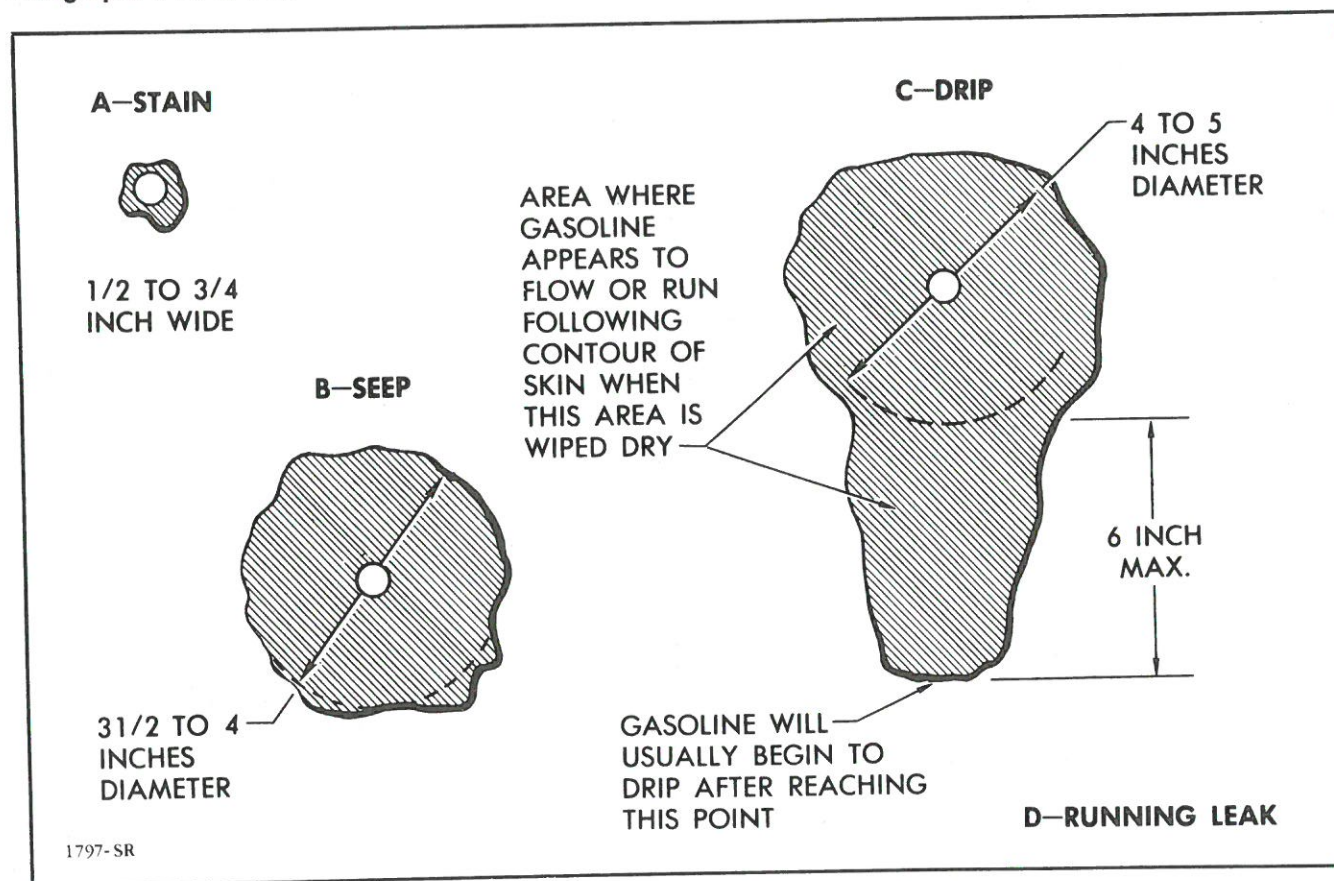 A—STAIN
1/2 TO 3/4
INCH WIDE
B—SEEP
31/2 TO 4
INCHES
DIAMETER
C—DRIP
4 TO 5
INCHES
DIAMETER
AREA WHERE
GASOLINE
APPEARS TO
FLOW OR RUN
FOLLOWING
CONTOUR OF
SKIN WHEN
THIS AREA IS
WIPED DRY
6 INCH
MAX.
GASOLINE WILL
USUALLY BEGIN TO
DRIP AFTER REACHING
THIS POINT
D—RUNNING LEAK
1797-SR